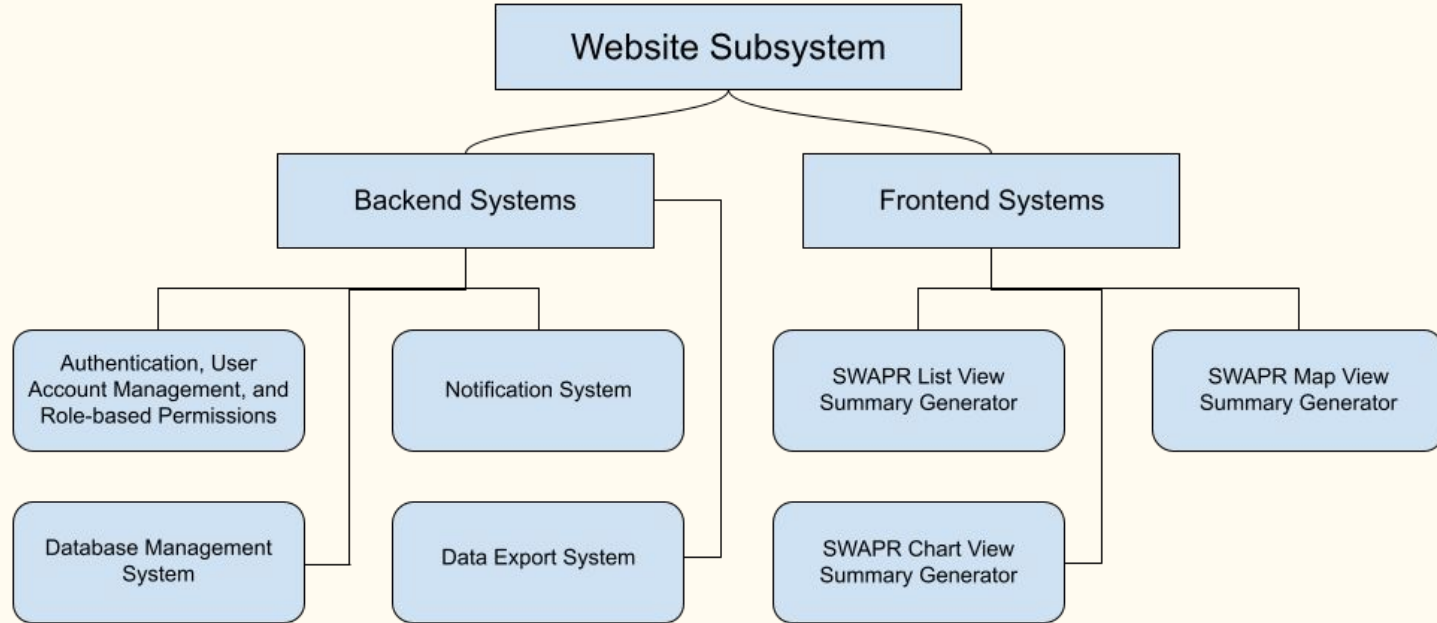 Website Subsystem
Backend Systems
Frontend Systems
Authentication, User
Account Management, and
Role-based Permissions
Notification System
SWAPR List View
Summary Generator
SWAPR Map View
Summary Generator
Database Management
System
Data Export System
SWAPR Chart View
Summary Generator